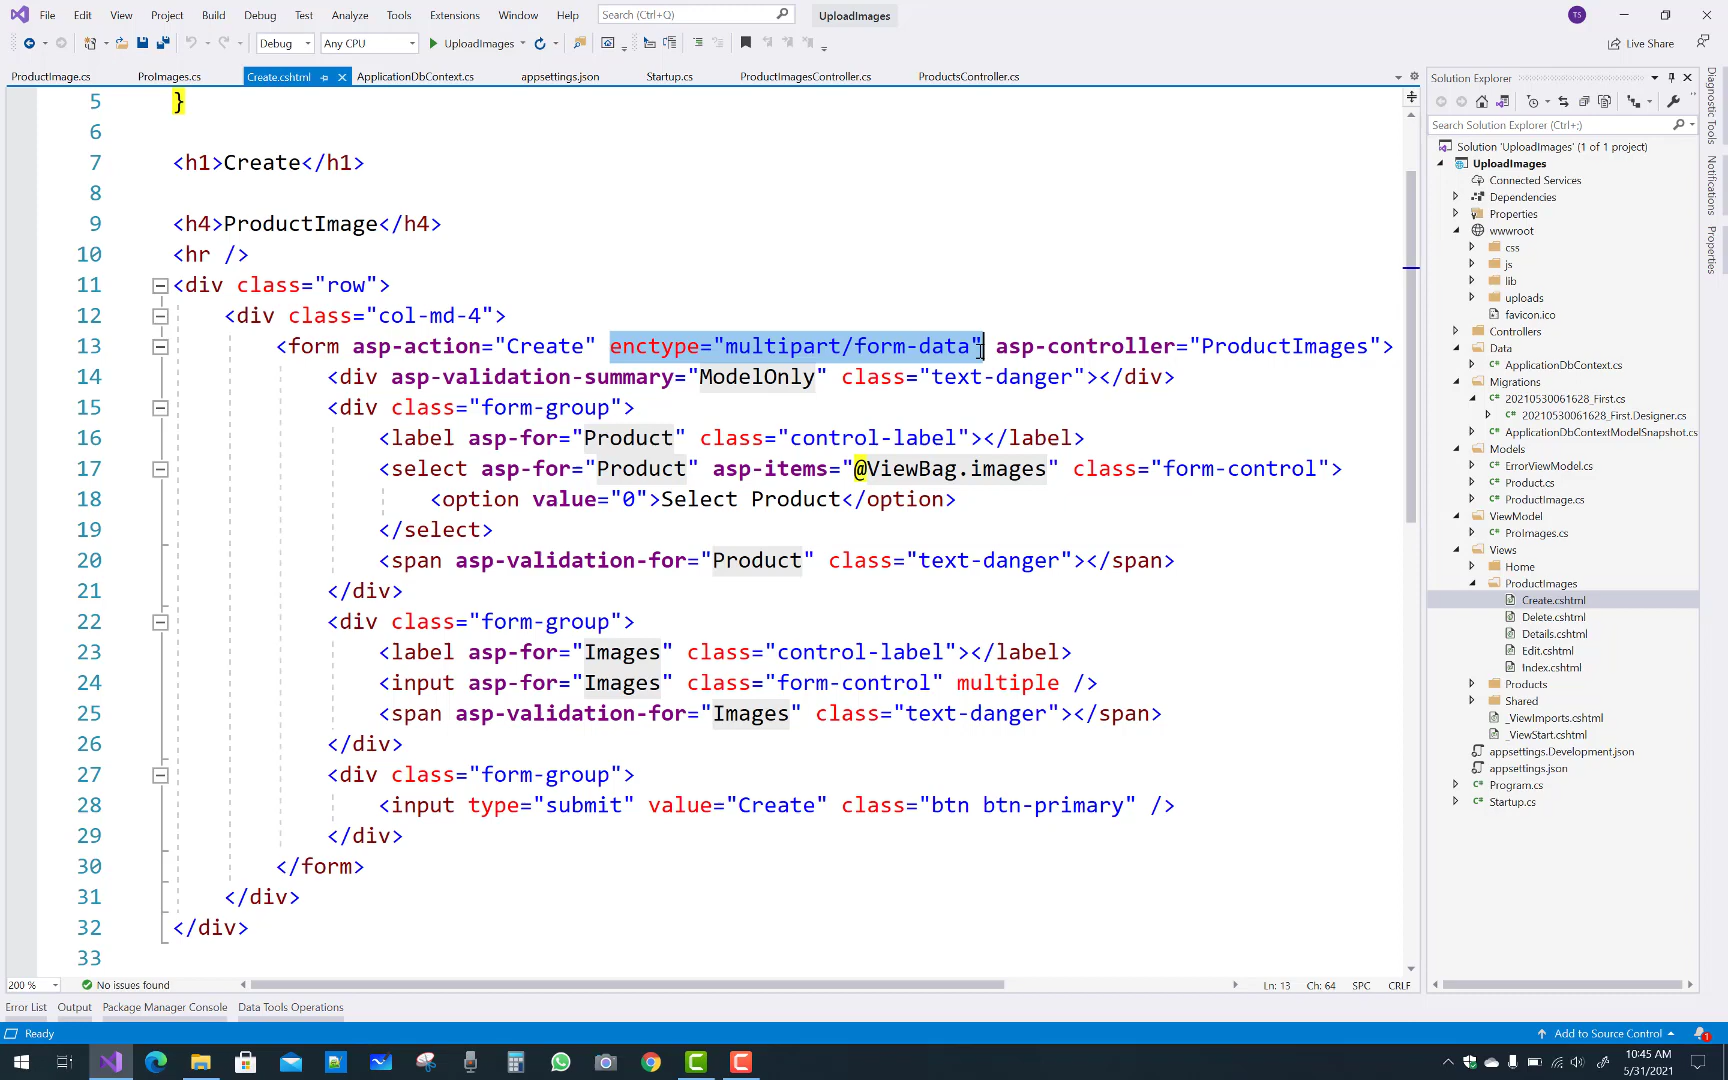 File Edit View Project Build Debug Test Analyze Tools Extensions Window Help Search (Ctrl+Q) UploadImages TS
Debug Any CPU UploadImages Live Share
ProductImage.cs ProImages.cs Create.cshtml ApplicationDbContext.cs appsettings.json Startup.cs ProductImagesController.cs ProductsController.cs
5 }
6
7 <h1>Create</h1>
8
9 <h4>ProductImage</h4>
10 <hr />
11 <div class="row">
12 <div class="col-md-4">
13 <form asp-action="Create" enctype="multipart/form-data" asp-controller="ProductImages">
14 <div asp-validation-summary="ModelOnly" class="text-danger"></div>
15 <div class="form-group">
16 <label asp-for="Product" class="control-label"></label>
17 <select asp-for="Product" asp-items="@ViewBag.images" class="form-control">
18 <option value="0">Select Product</option>
19 </select>
20 <span asp-validation-for="Product" class="text-danger"></span>
21 </div>
22 <div class="form-group">
23 <label asp-for="Images" class="control-label"></label>
24 <input asp-for="Images" class="form-control" multiple />
25 <span asp-validation-for="Images" class="text-danger"></span>
26 </div>
27 <div class="form-group">
28 <input type="submit" value="Create" class="btn btn-primary" />
29 </div>
30 </form>
31 </div>
32 </div>
33
200 % No issues found Ln: 13 Ch: 64 SPC CRLF
Error List Output Package Manager Console Data Tools Operations
Solution Explorer
Search Solution Explorer (Ctrl+;)
Solution 'UploadImages' (1 of 1 project)
UploadImages
Connected Services
Dependencies
Properties
wwwroot
css
js
lib
uploads
favicon.ico
Controllers
Data
ApplicationDbContext.cs
Migrations
20210530061628_First.cs
20210530061628_First.Designer.cs
ApplicationDbContextModelSnapshot.cs
Models
ErrorViewModel.cs
Product.cs
ProductImage.cs
ViewModel
ProImages.cs
Views
Home
ProductImages
Create.cshtml
Delete.cshtml
Details.cshtml
Edit.cshtml
Index.cshtml
Products
Shared
_ViewImports.cshtml
_ViewStart.cshtml
appsettings.Development.json
appsettings.json
Program.cs
Startup.cs
Diagnostic Tools
Notifications
Properties
Ready Add to Source Control 1
10:45 AM
5/31/2021